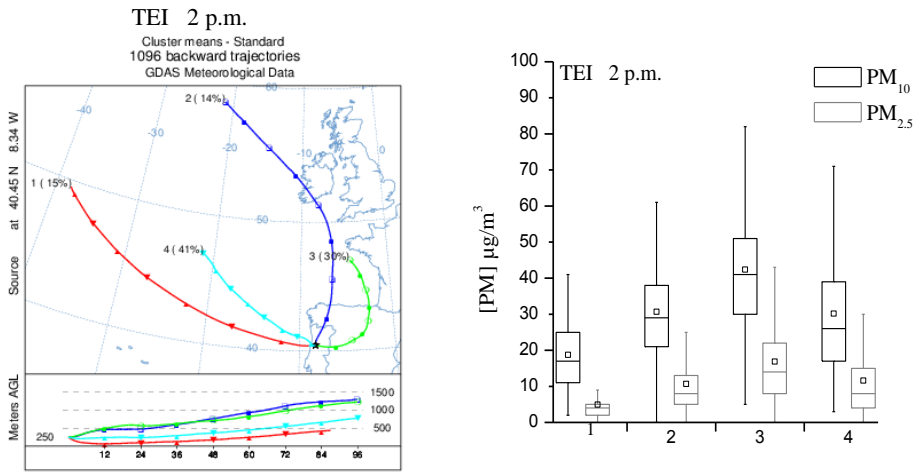 TEI 2 p.m.
Cluster means - Standard
1096 backward trajectories
GDAS Meteorological Data
Source at 40.45 N 8.34 W
2 ( 14%)
60
-40
-30
-20
-10
0
1 ( 15%)
50
4 ( 41%)
3 ( 30%)
40
Meters AGL
250
1500
1000
500
12 24 36 48 60 72 84 96
TEI 2 p.m.
PM10
PM2.5
[PM] µg/m3
100
90
80
70
60
50
40
30
20
10
0
1 2 3 4